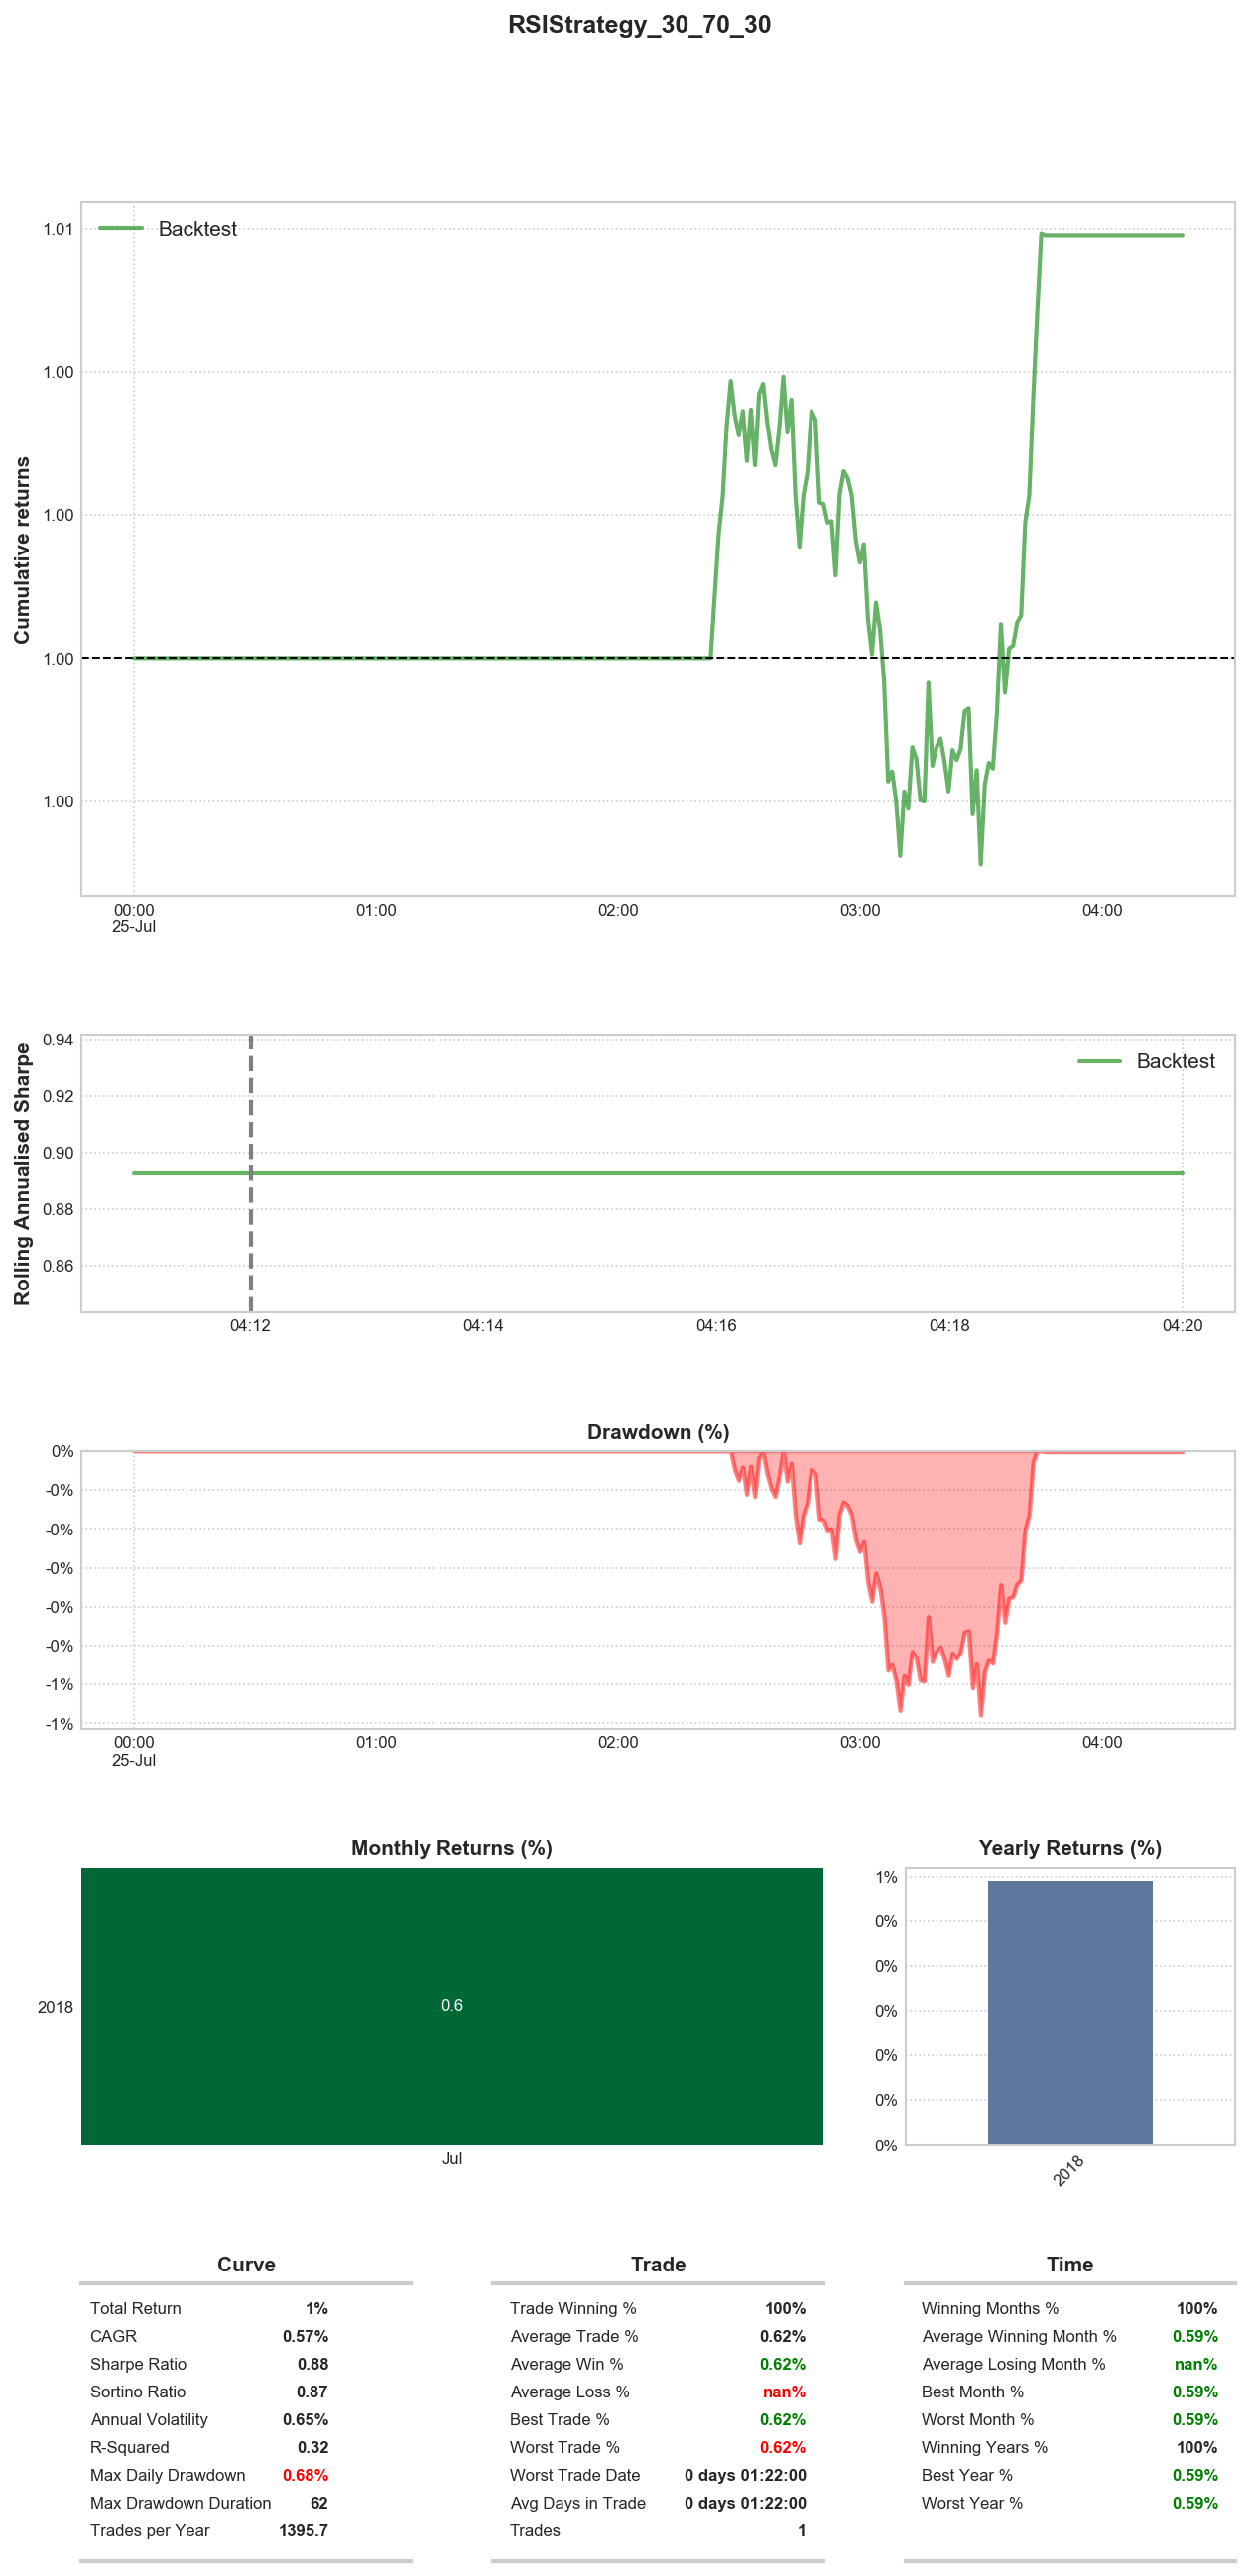 RSIStrategy_30_70_30
Backtest
Cumulative returns
1.01
1.00
1.00
1.00
1.00
00:00 01:00 02:00 03:00 04:00
25-Jul
Backtest
Rolling Annualised Sharpe
0.94
0.92
0.90
0.88
0.86
04:12 04:14 04:16 04:18 04:20
Drawdown (%)
0%
-0%
-0%
-0%
-0%
-0%
-1%
-1%
00:00 01:00 02:00 03:00 04:00
25-Jul
Monthly Returns (%)
2018
0.6
Jul
Yearly Returns (%)
1%
0%
0%
0%
0%
0%
0%
2018
Curve
Total Return 1%
CAGR 0.57%
Sharpe Ratio 0.88
Sortino Ratio 0.87
Annual Volatility 0.65%
R-Squared 0.32
Max Daily Drawdown 0.68%
Max Drawdown Duration 62
Trades per Year 1395.7
Trade
Trade Winning % 100%
Average Trade % 0.62%
Average Win % 0.62%
Average Loss % nan%
Best Trade % 0.62%
Worst Trade % 0.62%
Worst Trade Date 0 days 01:22:00
Avg Days in Trade 0 days 01:22:00
Trades 1
Time
Winning Months % 100%
Average Winning Month % 0.59%
Average Losing Month % nan%
Best Month % 0.59%
Worst Month % 0.59%
Winning Years % 100%
Best Year % 0.59%
Worst Year % 0.59%